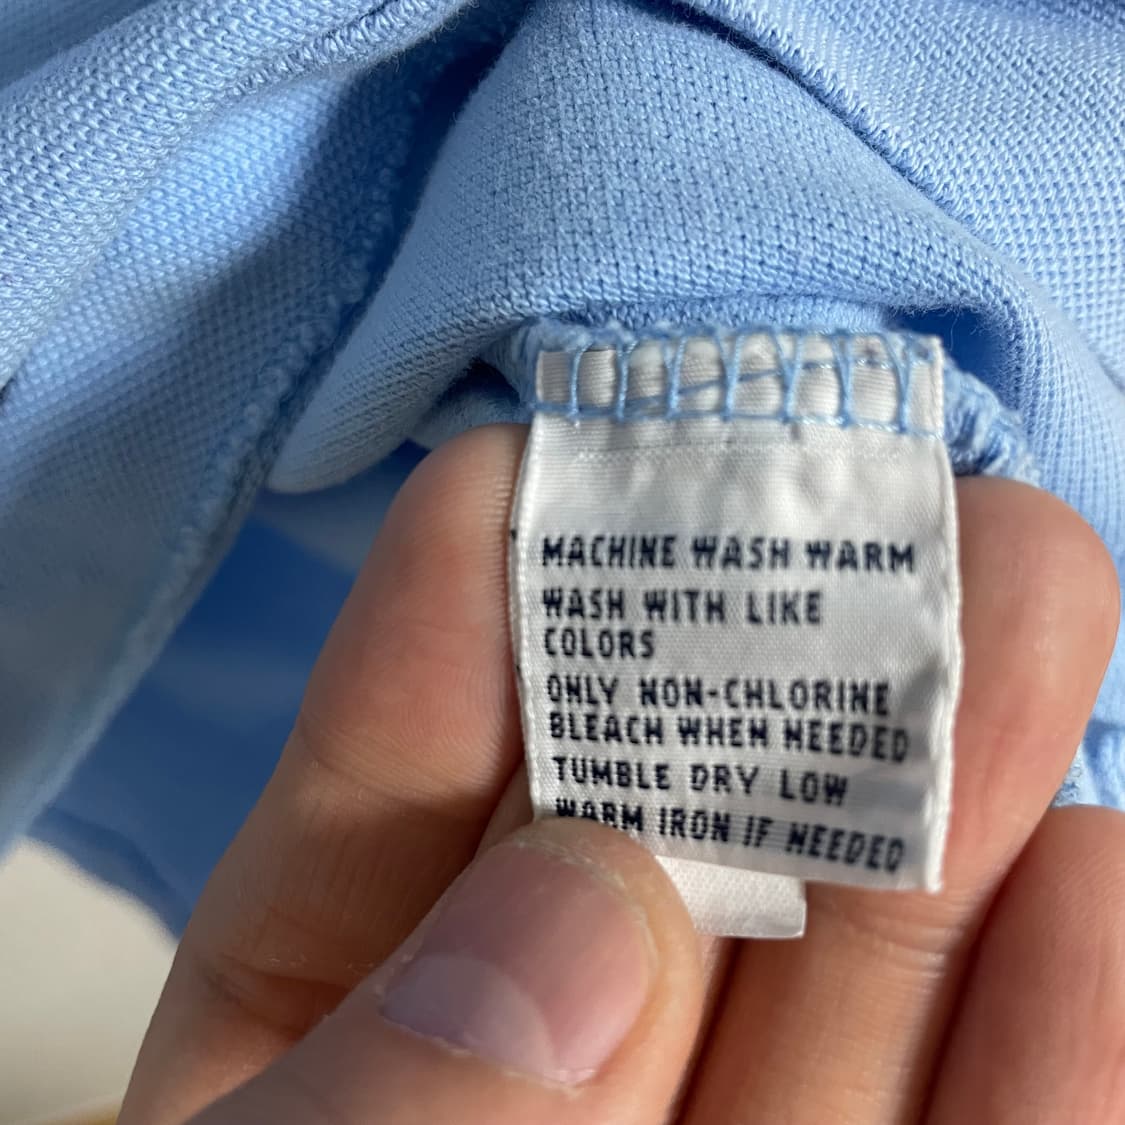 MACHINE WASH WARM
WASH WITH LIKE
COLORS
ONLY NON-CHLORINE
BLEACH WHEN NEEDED
TUMBLE DRY LOW
WARM IRON IF NEEDED